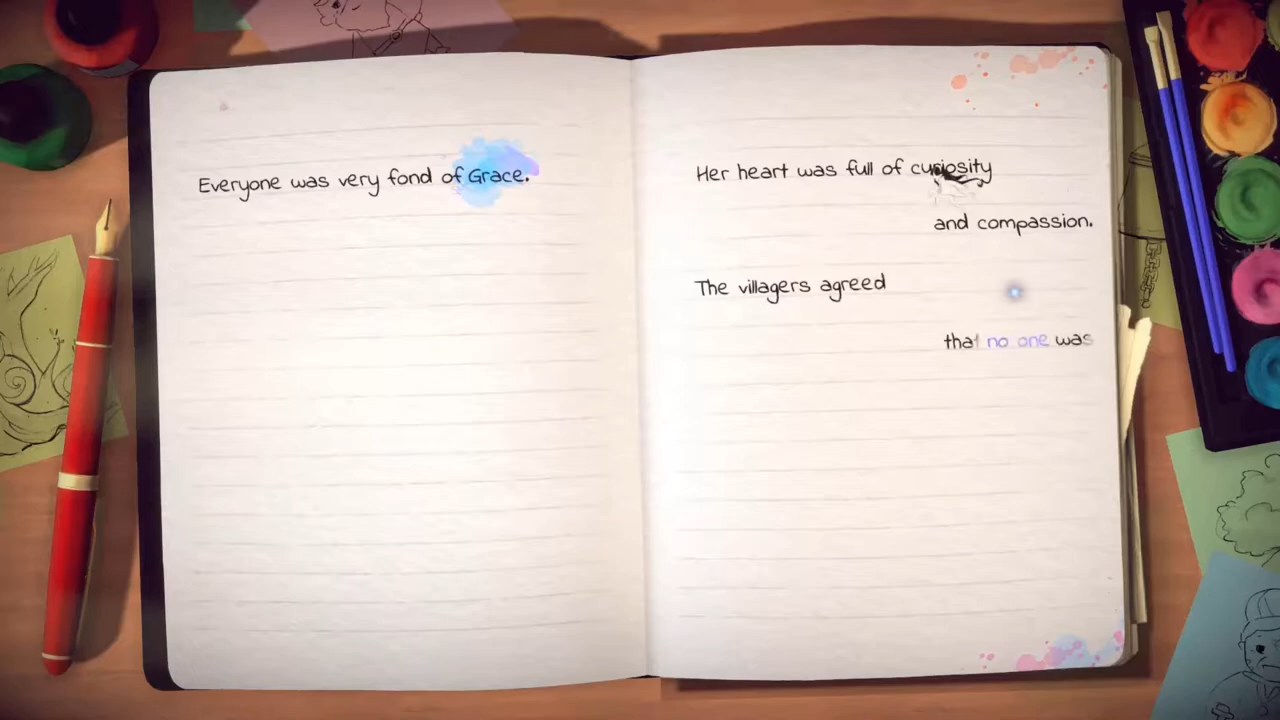 Everyone was very fond of Grace.
Her heart was full of curiosity
and compassion.
The villagers agreed
that no one was